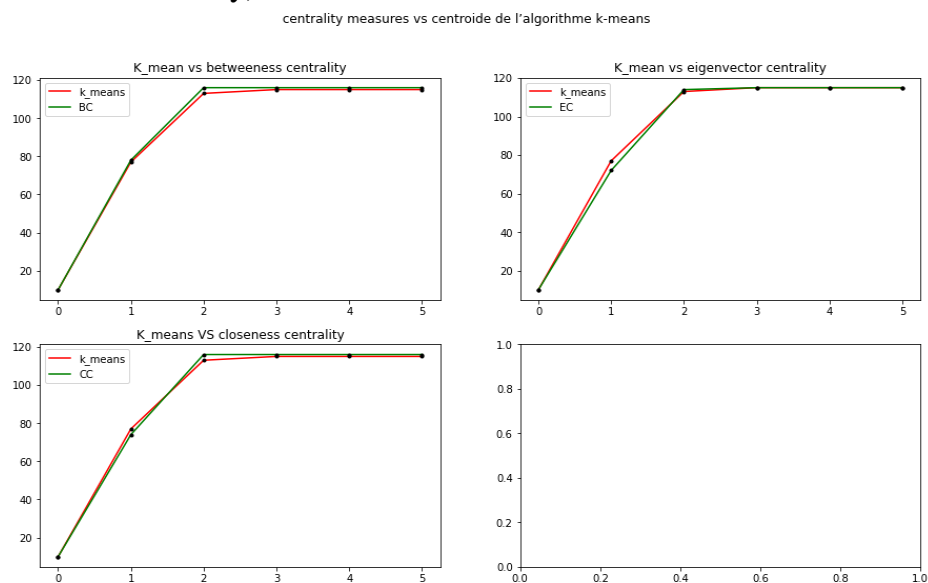 centrality measures vs centroide de l’algorithme k-means
K_mean vs betweeness centrality
k_means
BC
120
100
80
60
40
20
0 1 2 3 4 5
K_mean vs eigenvector centrality
k_means
EC
120
100
80
60
40
20
0 1 2 3 4 5
K_means VS closeness centrality
k_means
CC
120
100
80
60
40
20
0 1 2 3 4 5
1.0
0.8
0.6
0.4
0.2
0.0
0.0 0.2 0.4 0.6 0.8 1.0